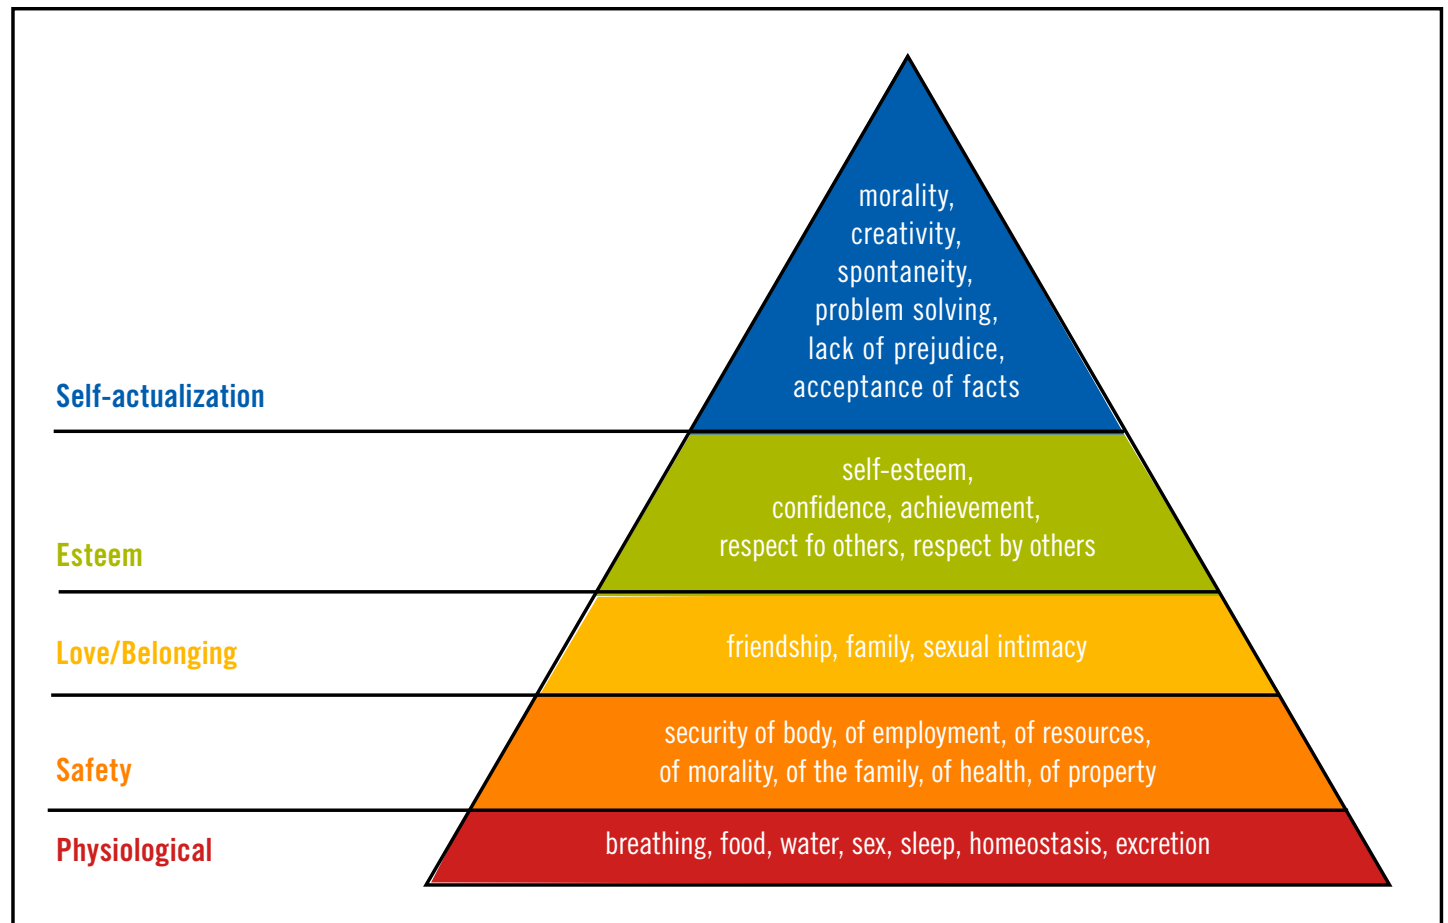 morality,
creativity,
spontaneity,
problem solving,
lack of prejudice,
acceptance of facts
Self-actualization
self-esteem,
confidence, achievement,
respect fo others, respect by others
Esteem
friendship, family, sexual intimacy
Love/Belonging
security of body, of employment, of resources,
of morality, of the family, of health, of property
Safety
breathing, food, water, sex, sleep, homeostasis, excretion
Physiological